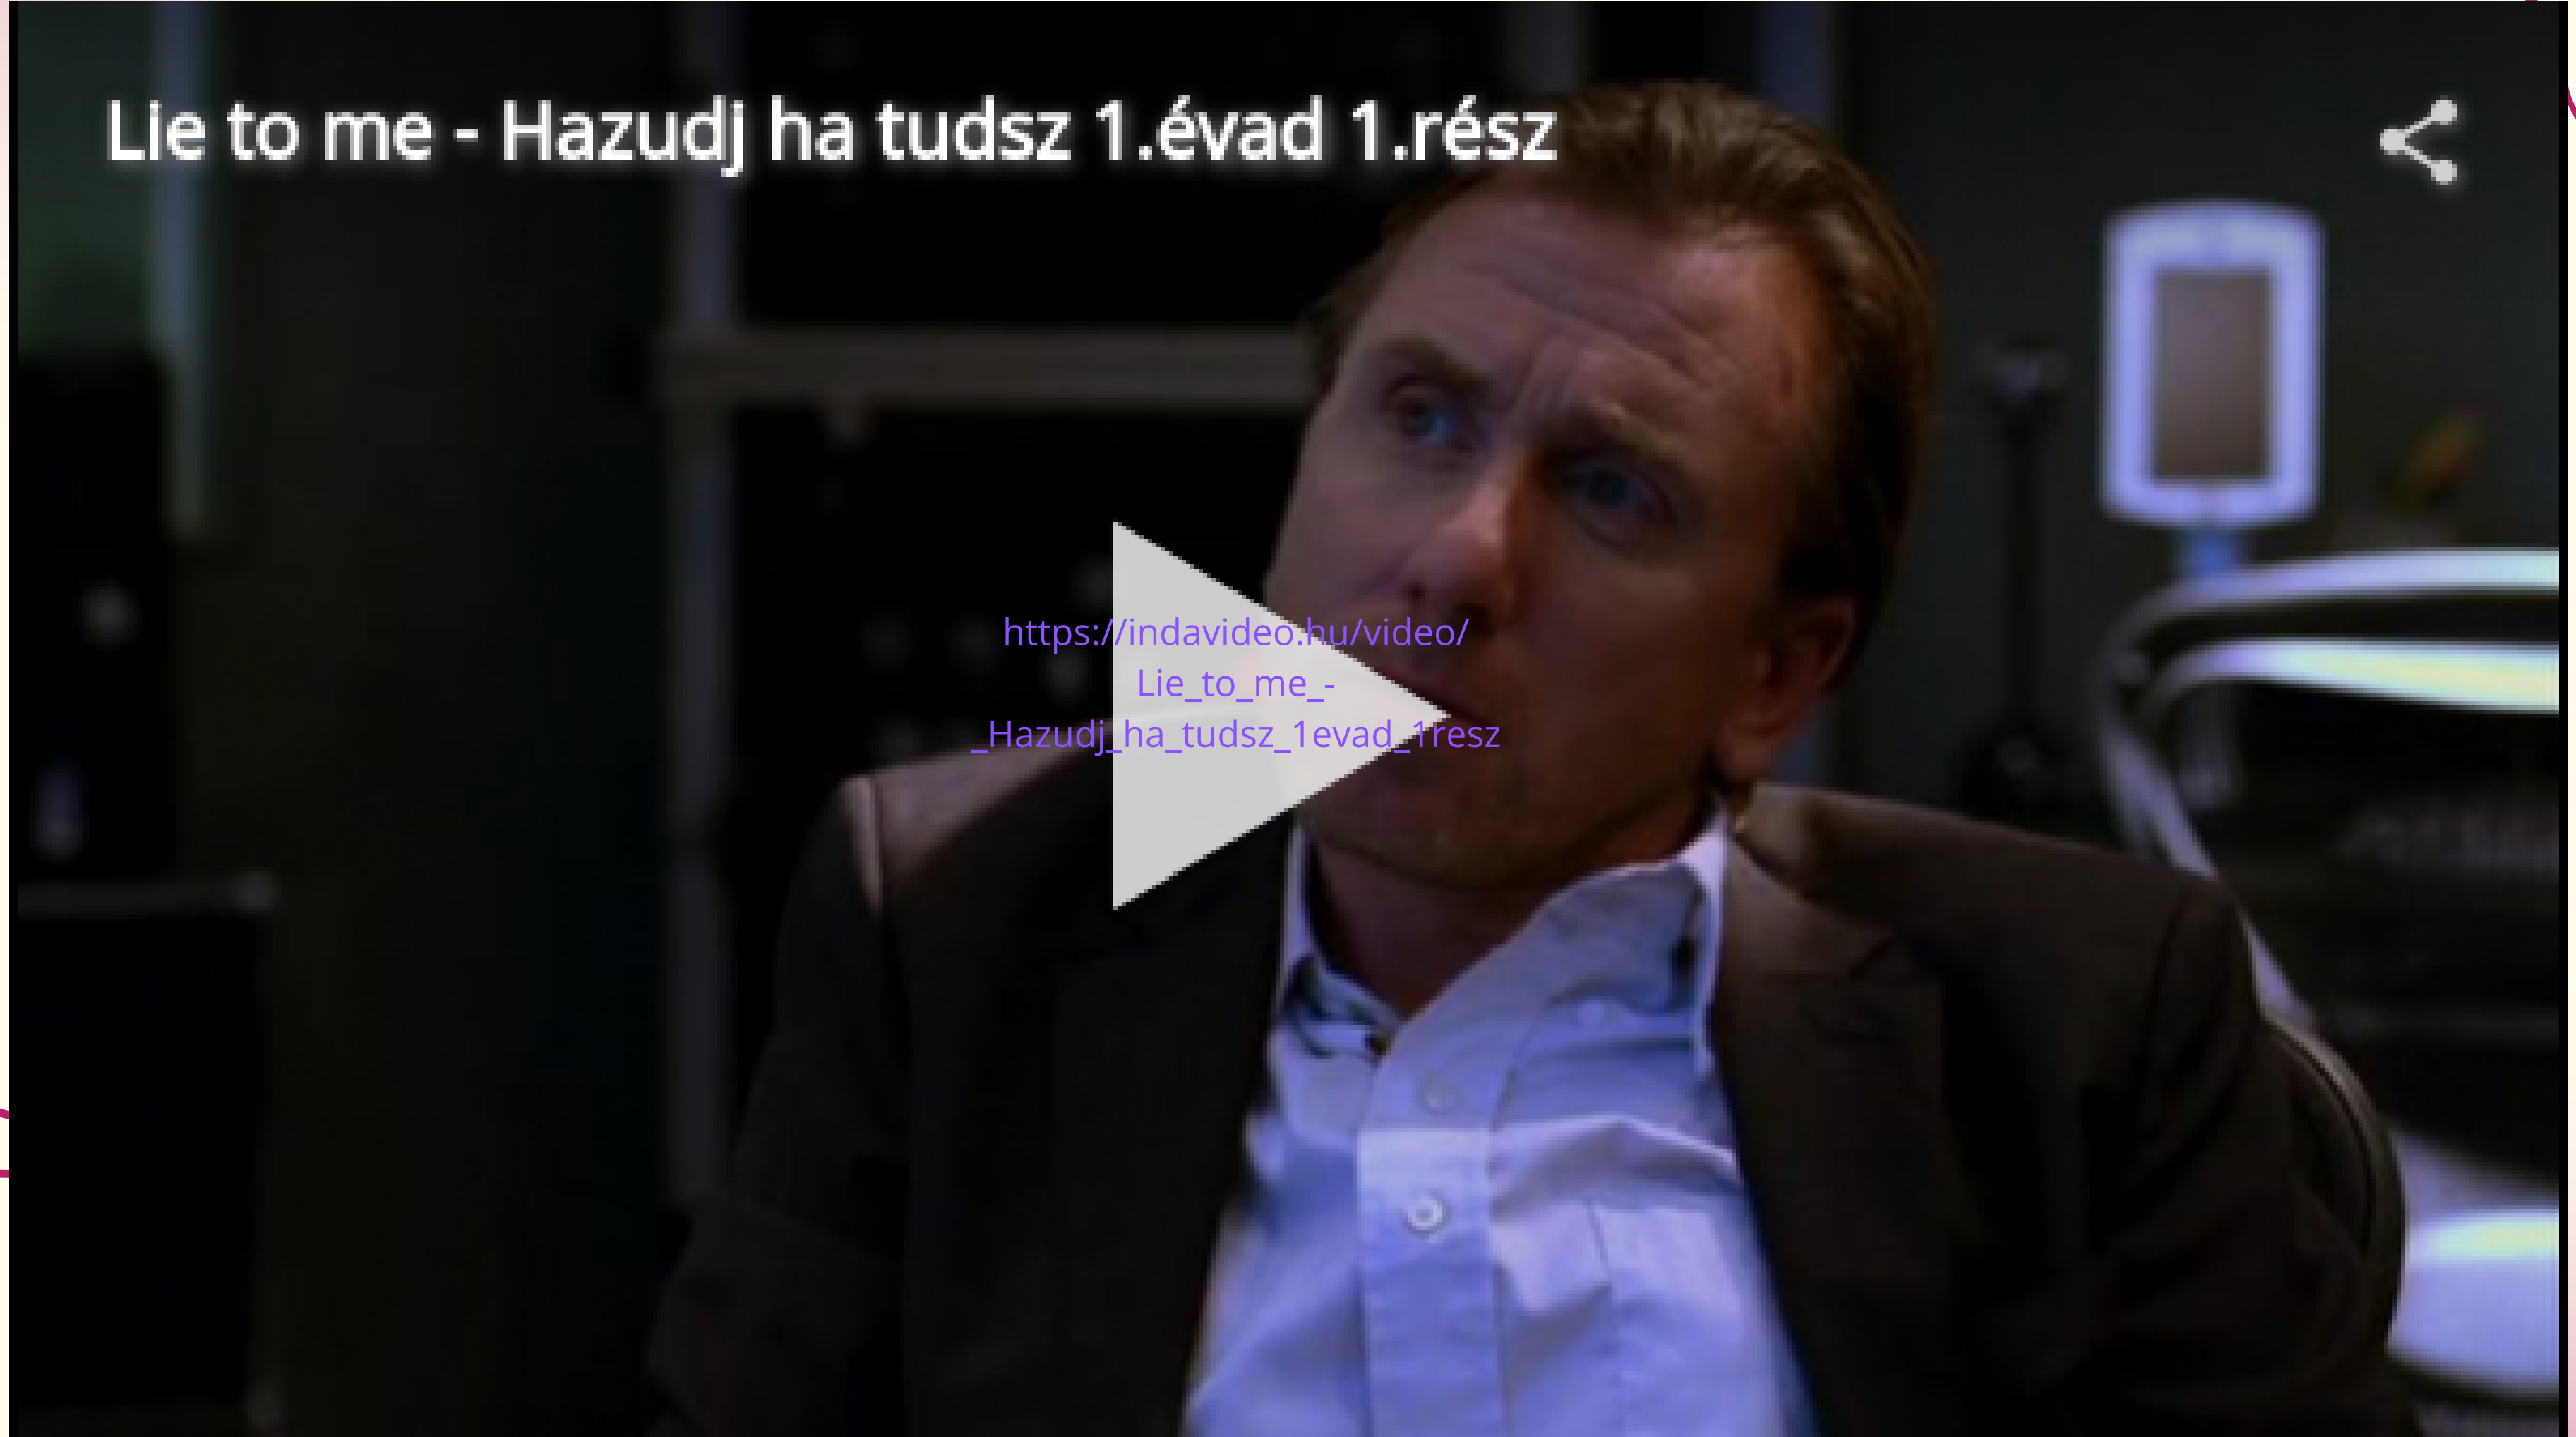 Lie to me - Hazudj ha tudsz 1.évad 1.rész
https://indavideo.hu/video/
Lie_to_me_-
_Hazudj_ha_tudsz_1evad_1resz